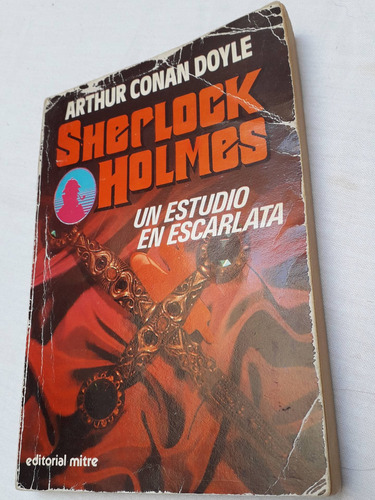 ARTHUR CONAN DOYLE
SHERLOCK
HOLMES
UN ESTUDIO
EN ESCARLATA
editorial mitre